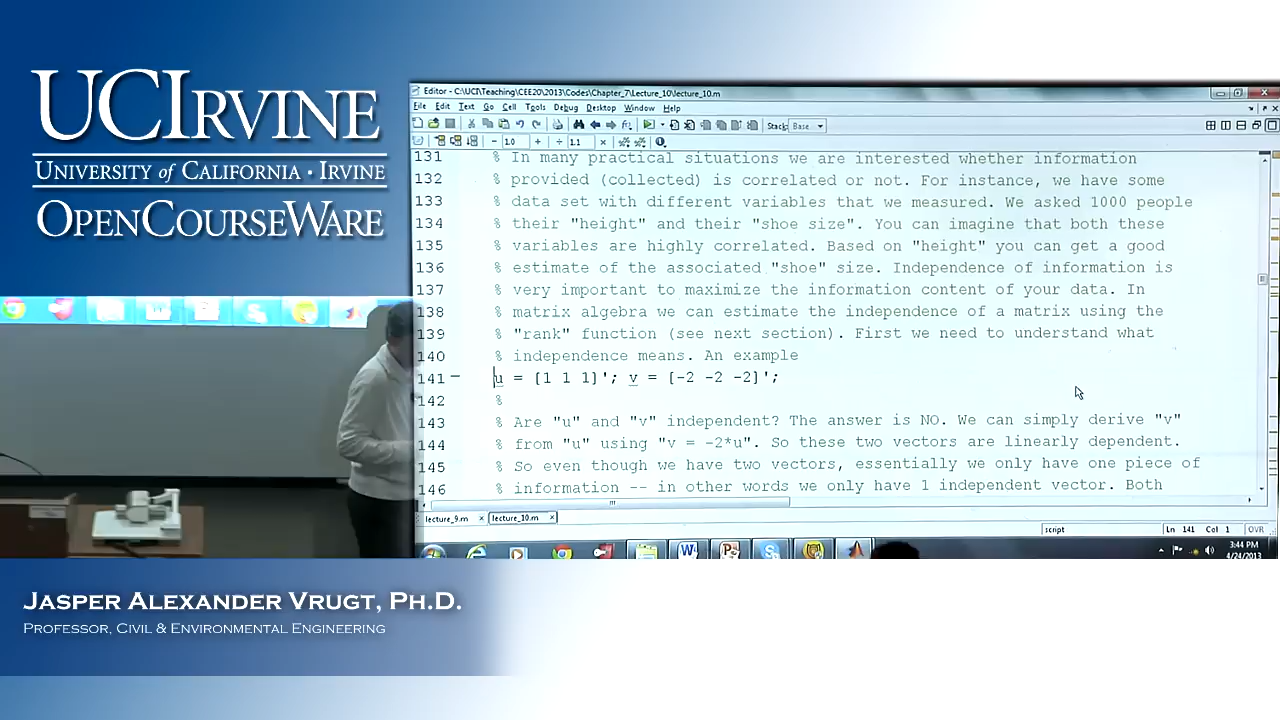 UCIRVINE
UNIVERSITY of CALIFORNIA · IRVINE
OPENCOURSEWARE
Editor - C:\UCI\Teaching\CEE20\2013\Codes\Chapter_7\Lecture_10\lecture_10.m
File Edit Text Go Cell Tools Debug Desktop Window Help
Stack: Base
1.0 1.1
131 % In many practical situations we are interested whether information
132 % provided (collected) is correlated or not. For instance, we have some
133 % data set with different variables that we measured. We asked 1000 people
134 % their "height" and their "shoe size". You can imagine that both these
135 % variables are highly correlated. Based on "height" you can get a good
136 % estimate of the associated "shoe" size. Independence of information is
137 % very important to maximize the information content of your data. In
138 % matrix algebra we can estimate the independence of a matrix using the
139 % "rank" function (see next section). First we need to understand what
140 % independence means. An example
141 – u = [1 1 1]'; v = [-2 -2 -2]';
142 %
143 % Are "u" and "v" independent? The answer is NO. We can simply derive "v"
144 % from "u" using "v = -2*u". So these two vectors are linearly dependent.
145 % So even though we have two vectors, essentially we only have one piece of
146 % information -- in other words we only have 1 independent vector. Both
lecture_9.m lecture_10.m
script Ln 141 Col 1 OVR
3:44 PM
4/24/2013
JASPER ALEXANDER VRUGT, PH.D.
PROFESSOR, CIVIL & ENVIRONMENTAL ENGINEERING